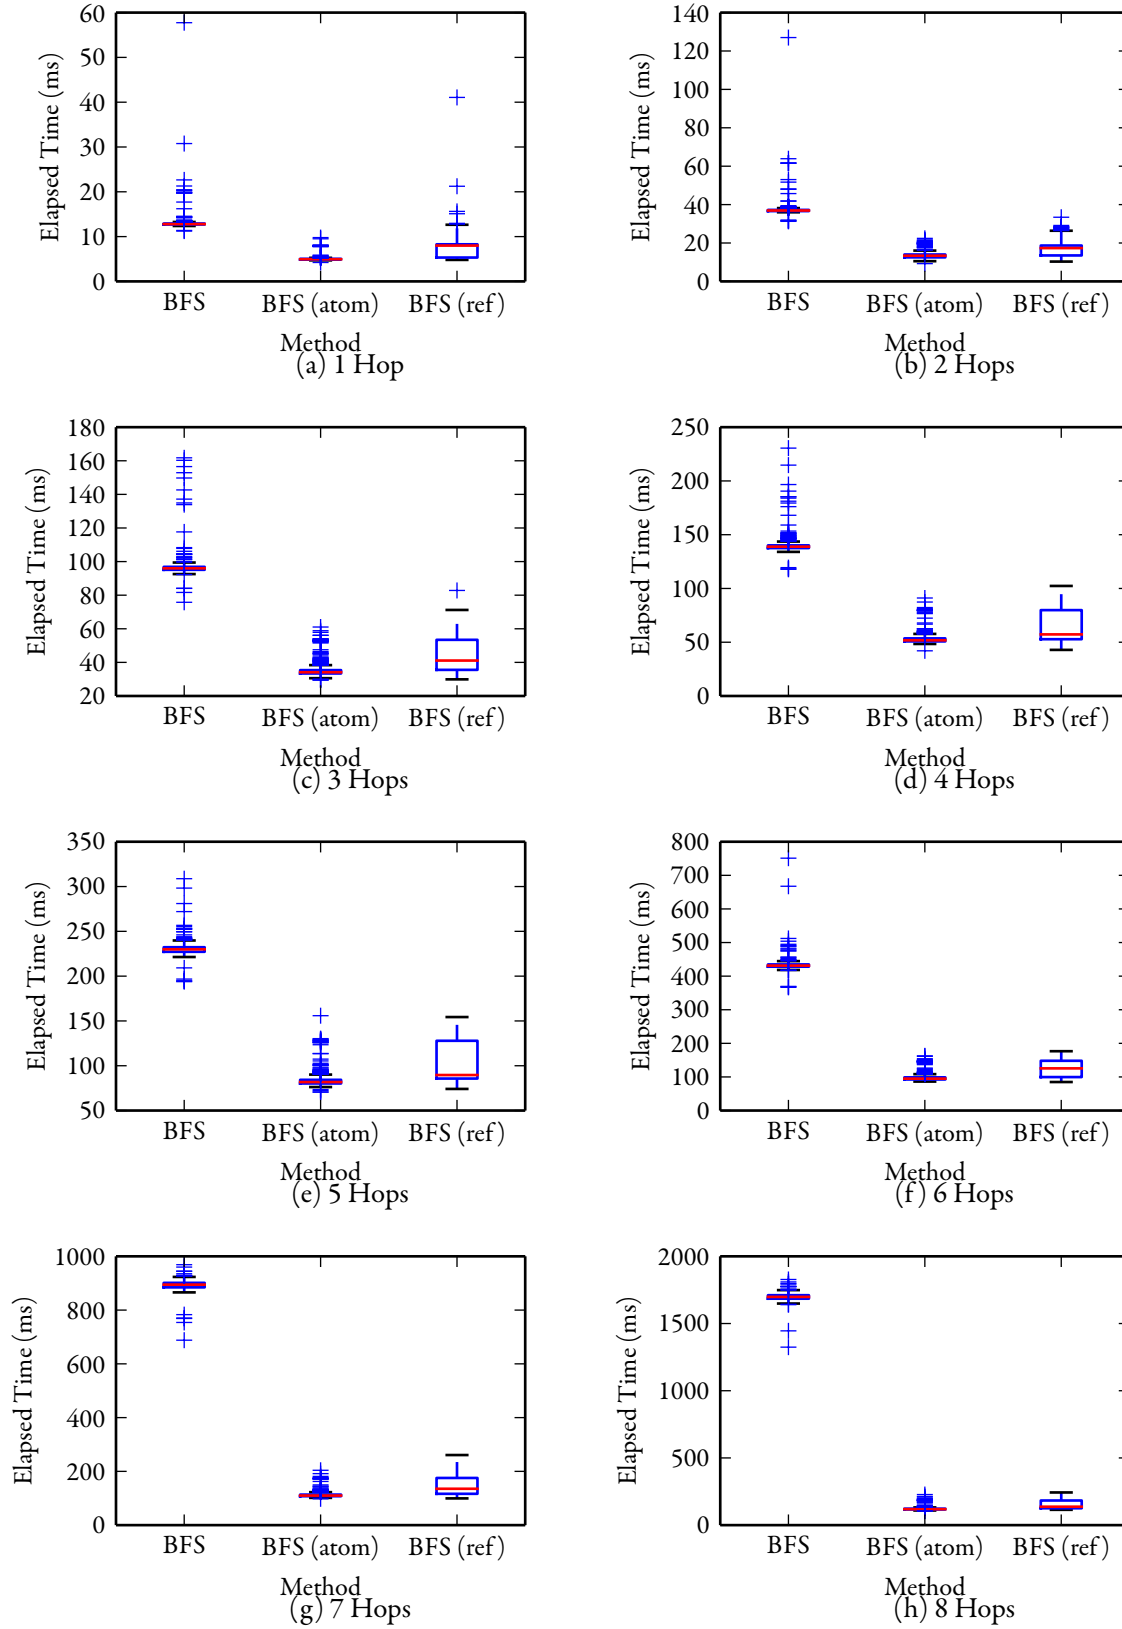 60
50
40
30
20
10
0
Elapsed Time (ms)
BFS BFS (atom) BFS (ref)
Method
(a) 1 Hop
140
120
100
80
60
40
20
0
Elapsed Time (ms)
BFS BFS (atom) BFS (ref)
Method
(b) 2 Hops
180
160
140
120
100
80
60
40
20
Elapsed Time (ms)
BFS BFS (atom) BFS (ref)
Method
(c) 3 Hops
250
200
150
100
50
0
Elapsed Time (ms)
BFS BFS (atom) BFS (ref)
Method
(d) 4 Hops
350
300
250
200
150
100
50
Elapsed Time (ms)
BFS BFS (atom) BFS (ref)
Method
(e) 5 Hops
800
700
600
500
400
300
200
100
0
Elapsed Time (ms)
BFS BFS (atom) BFS (ref)
Method
(f) 6 Hops
1000
800
600
400
200
0
Elapsed Time (ms)
BFS BFS (atom) BFS (ref)
Method
(g) 7 Hops
2000
1500
1000
500
0
Elapsed Time (ms)
BFS BFS (atom) BFS (ref)
Method
(h) 8 Hops